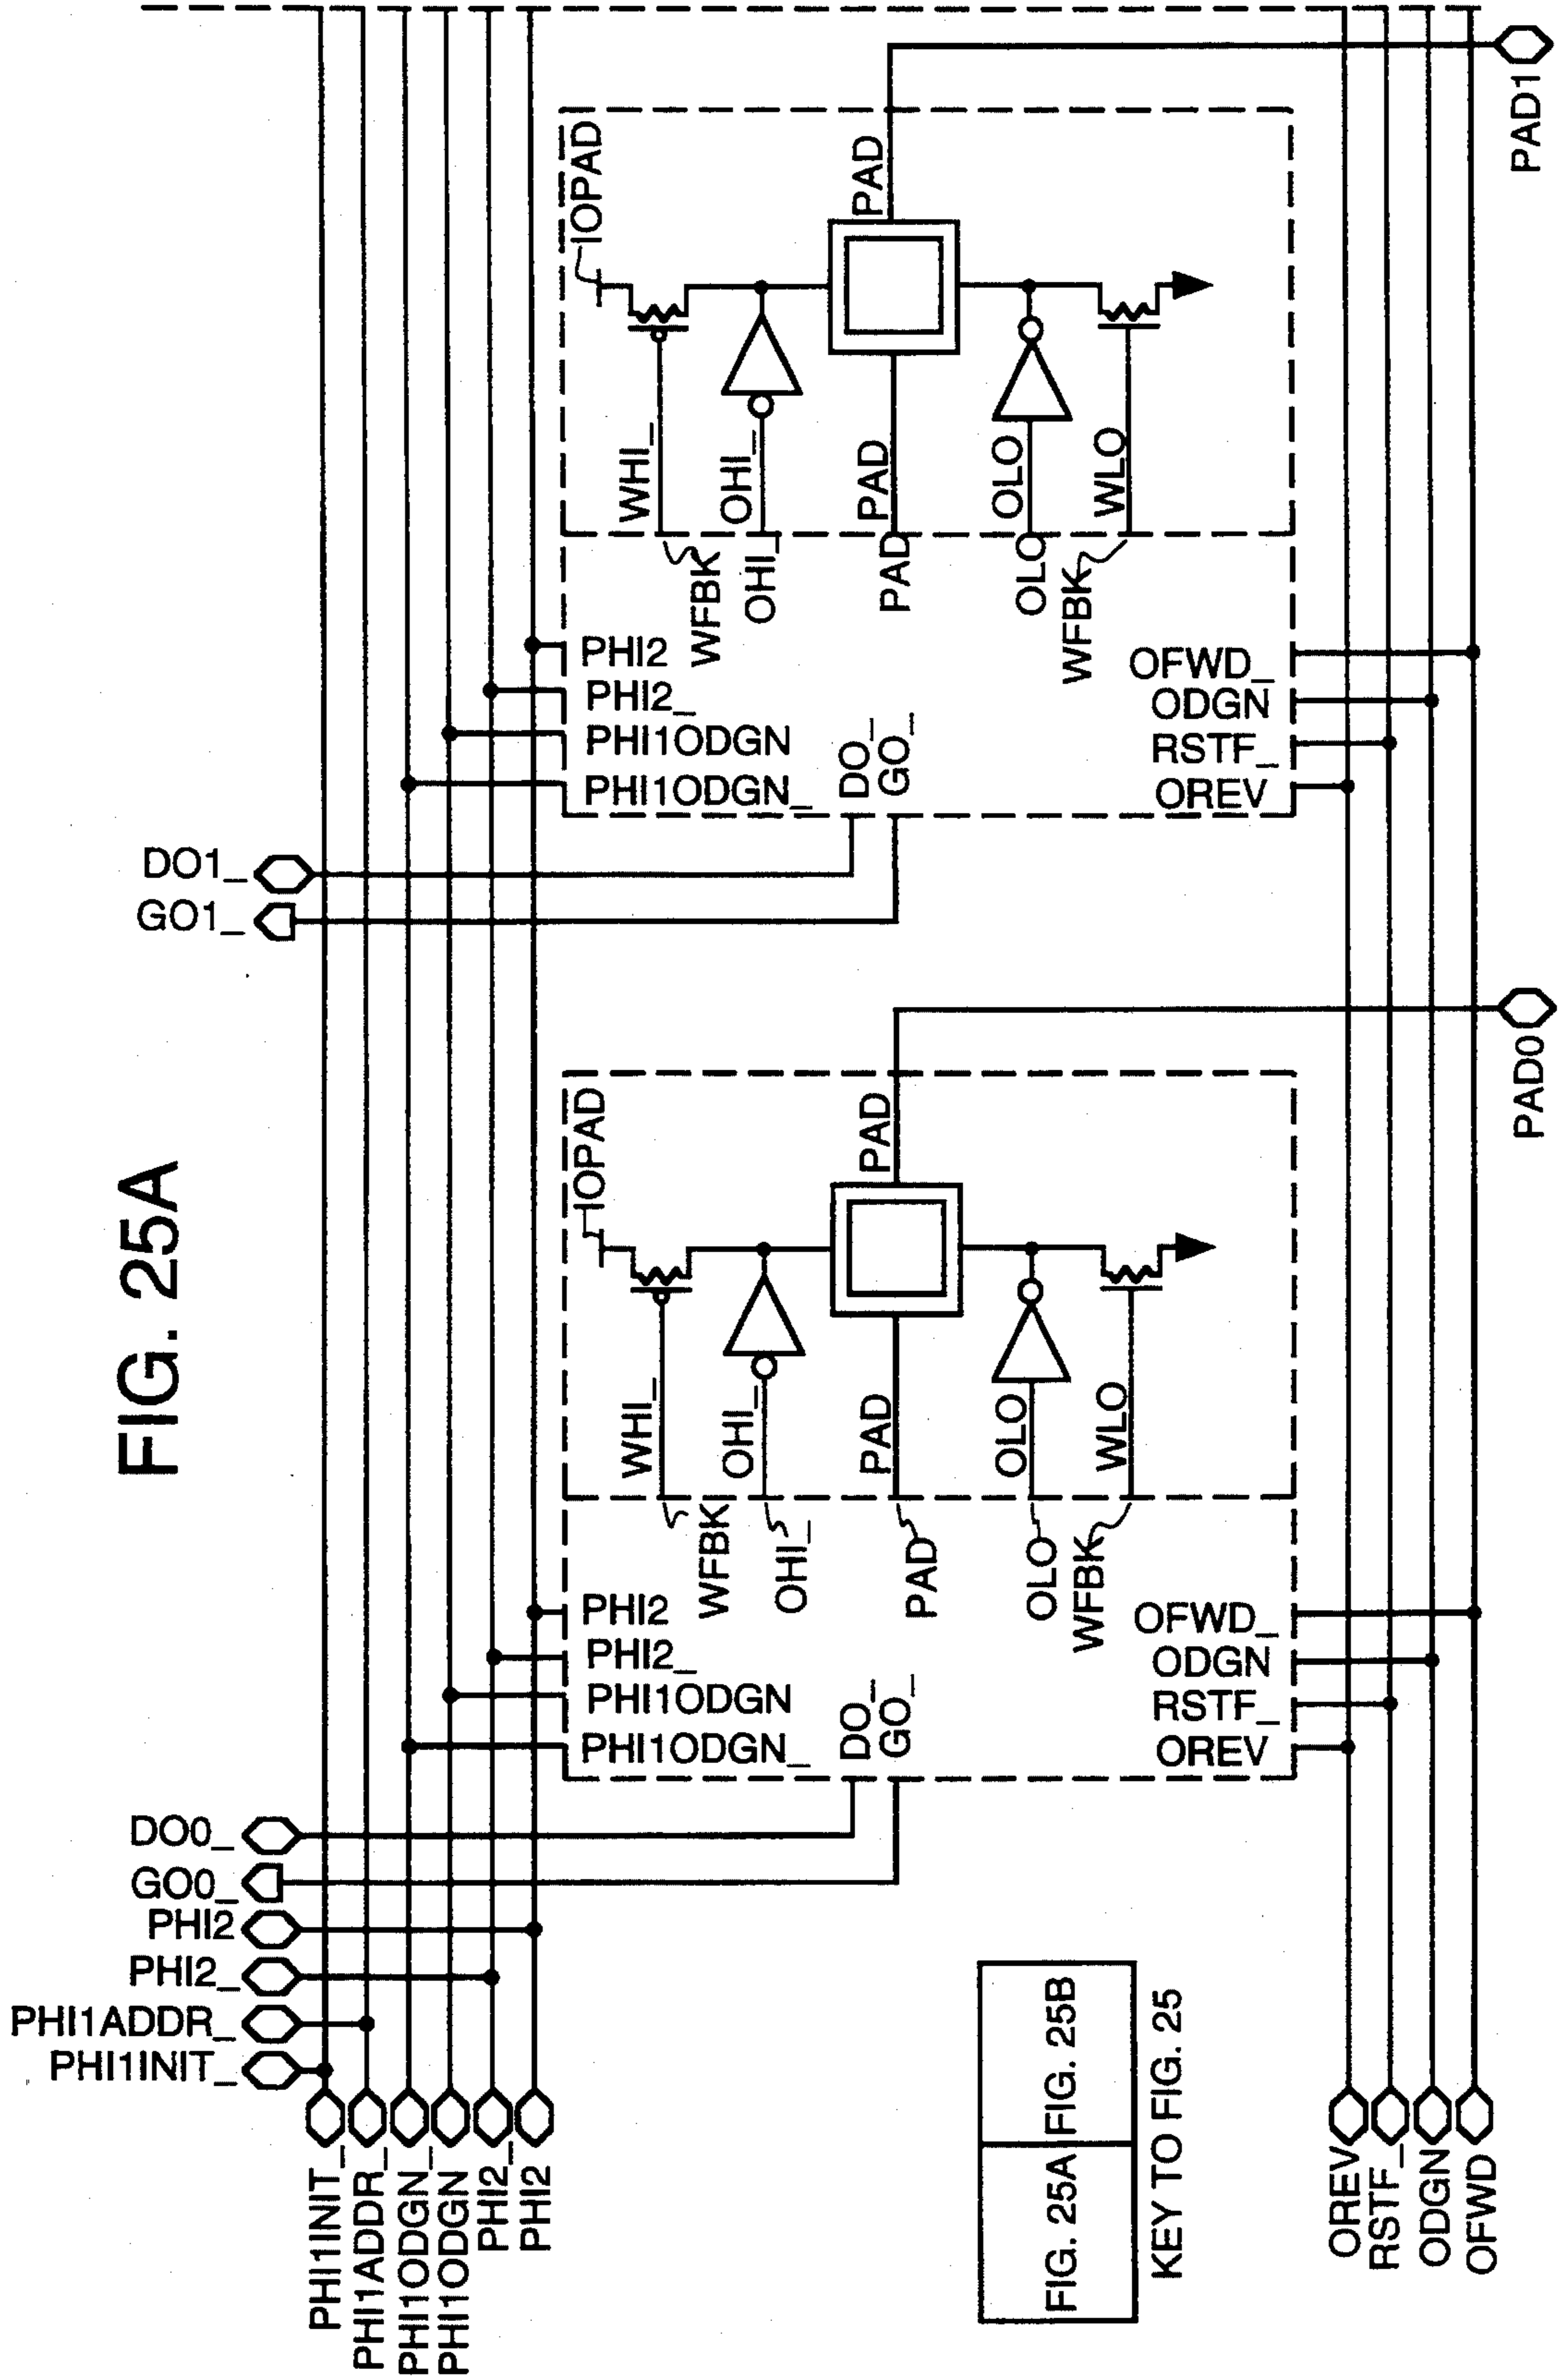 FIG. 25A
DO1_
GO1_
DO0_
GO0_
PHI2
PHI2_
PHI1ADDR_
PHI1INIT_
PHI1INIT_
PHI1ADDR_
PHI1ODGN_
PHI1ODGN
PHI2_
PHI2
PHI2
PHI2_
PHI1ODGN
PHI1ODGN_
DO_
GO_
OFWD_
ODGN
RSTF_
OREV
WFBK
OHI_
PAD
OLO
WFBK
WHI_
OHI_
PAD
OLO
WLO
IOPAD
PAD
PAD0
PHI2
PHI2_
PHI1ODGN
PHI1ODGN_
DO_
GO_
OFWD_
ODGN
RSTF_
OREV
WFBK
OHI_
PAD
OLO
WFBK
WHI_
OHI_
PAD
OLO
WLO
IOPAD
PAD
PAD1
OREV
RSTF_
ODGN
OFWD
FIG. 25A FIG. 25B
KEY TO FIG. 25